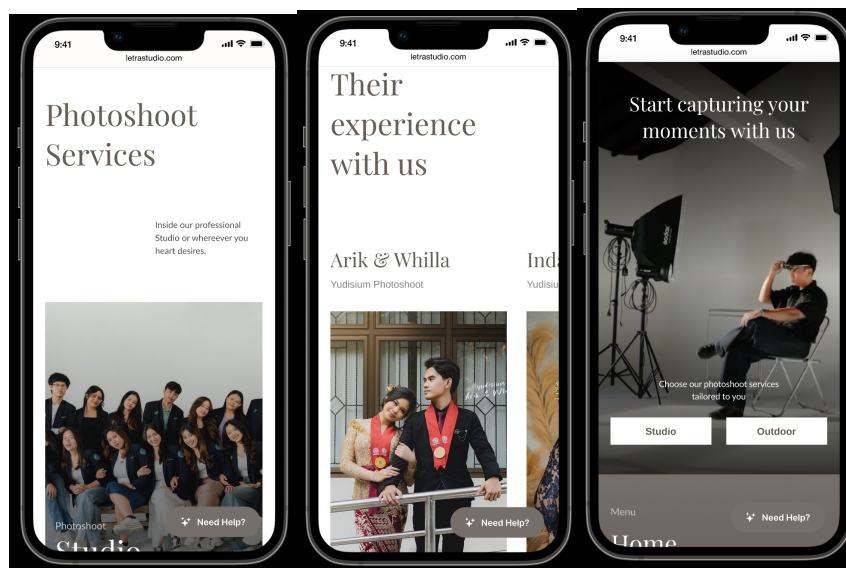 9:41
letrastudio.com
Photoshoot
Services
Inside our professional
Studio or whereever you
heart desires.
Photoshoot
Studio
Need Help?
9:41
letrastudio.com
Their
experience
with us
Arik & Whilla
Yudisium Photoshoot
Need Help?
9:41
letrastudio.com
Start capturing your
moments with us
Choose our photoshoot services
tailored to you
Studio
Outdoor
Menu
Need Help?
Home